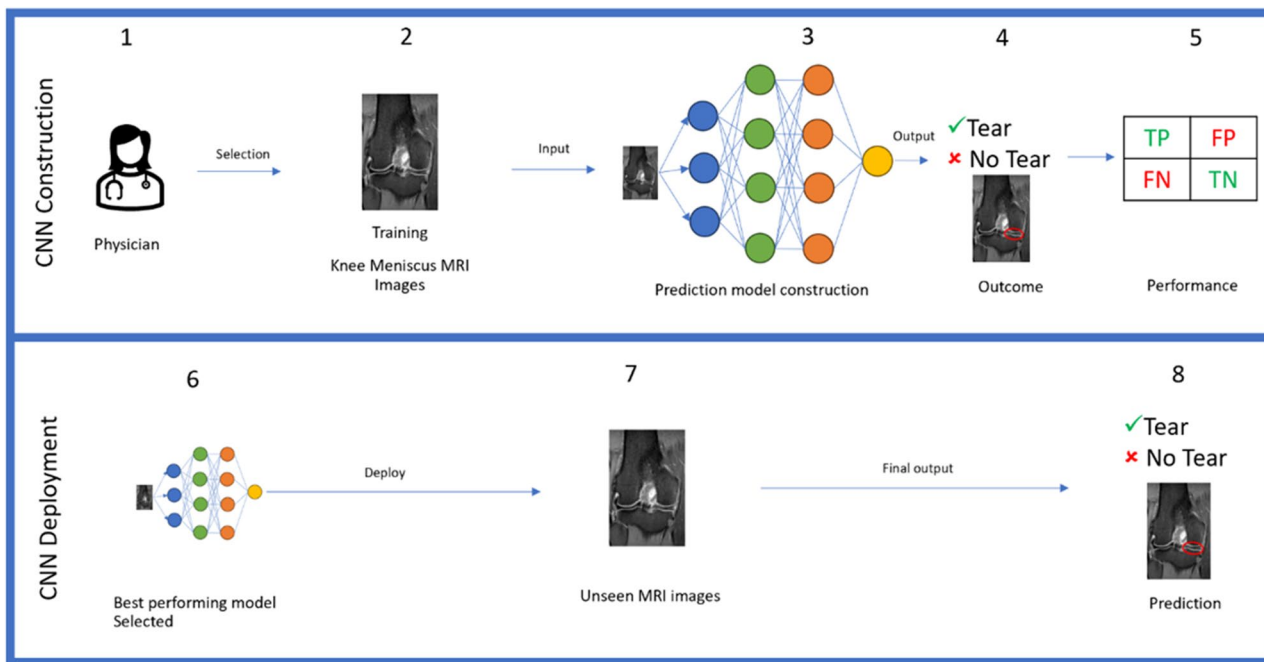 CNN Construction
1
2
3
4
5
Physician
Selection
Training
Knee Meniscus MRI
Images
Input
Prediction model construction
Output
✓Tear
✘ No Tear
Outcome
TP FP
FN TN
Performance
CNN Deployment
6
7
8
Best performing model
Selected
Deploy
Unseen MRI images
Final output
✓Tear
✘ No Tear
Prediction